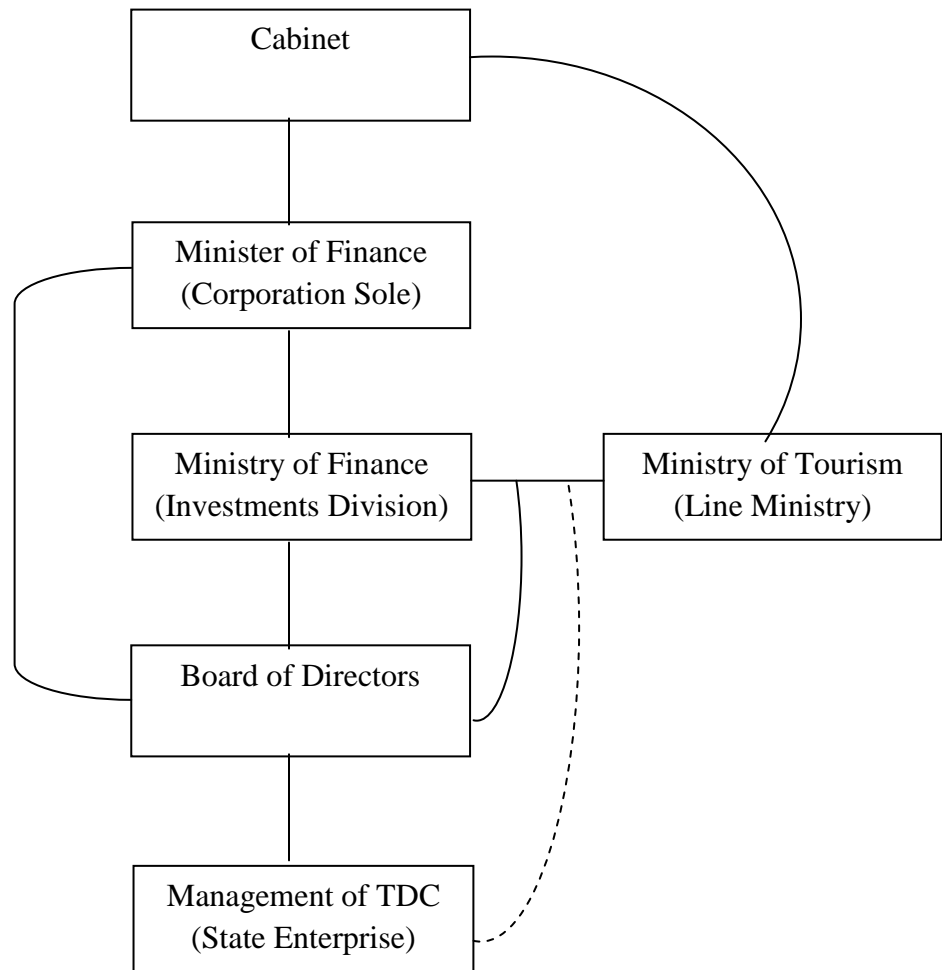 Cabinet
Minister of Finance
(Corporation Sole)
Ministry of Finance
(Investments Division)
Ministry of Tourism
(Line Ministry)
Board of Directors
Management of TDC
(State Enterprise)